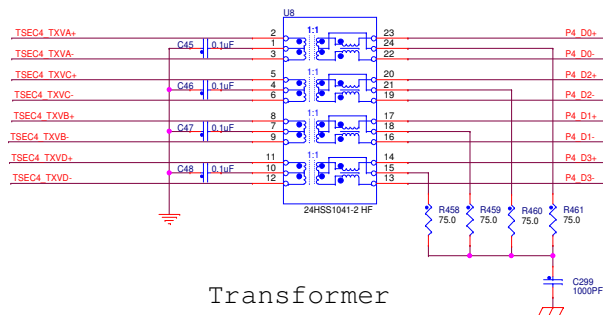 U8
TSEC4_TXVA+ 2 1:1 23 P4_D0+
C45 0.1uF 1 24
TSEC4_TXVA- 3 22 P4_D0-
TSEC4_TXVC+ 5 1:1 20 P4_D2+
C46 0.1uF 4 21
TSEC4_TXVC- 6 19 P4_D2-
TSEC4_TXVB+ 8 1:1 17 P4_D1+
C47 0.1uF 7 18
TSEC4_TXVB- 9 16 P4_D1-
TSEC4_TXVD+ 11 1:1 14 P4_D3+
C48 0.1uF 10 15
TSEC4_TXVD- 12 13 P4_D3-
24HSS1041-2 HF
R458 R459 R460 R461
75.0 75.0 75.0 75.0
C299
1000PF
Transformer